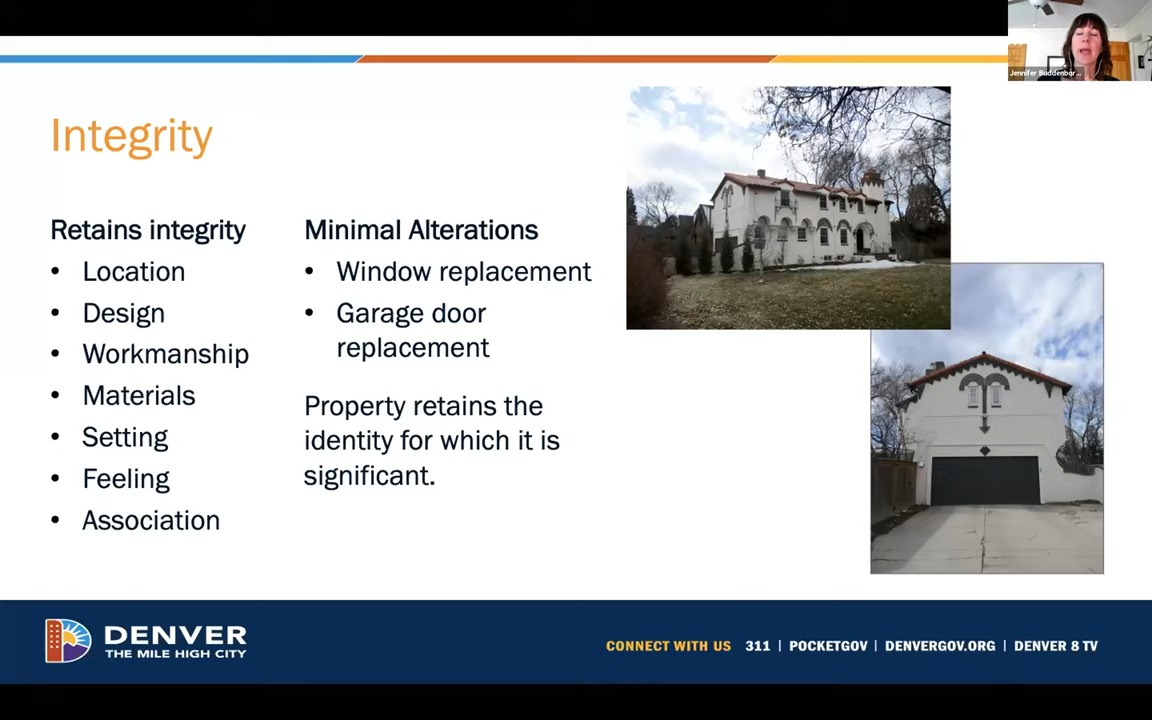 Jennifer Buddenbor...
Integrity
Retains integrity
• Location
• Design
• Workmanship
• Materials
• Setting
• Feeling
• Association
Minimal Alterations
• Window replacement
• Garage door
replacement
Property retains the
identity for which it is
significant.
DENVER
THE MILE HIGH CITY
CONNECT WITH US 311 | POCKETGOV | DENVERGOV.ORG | DENVER 8 TV